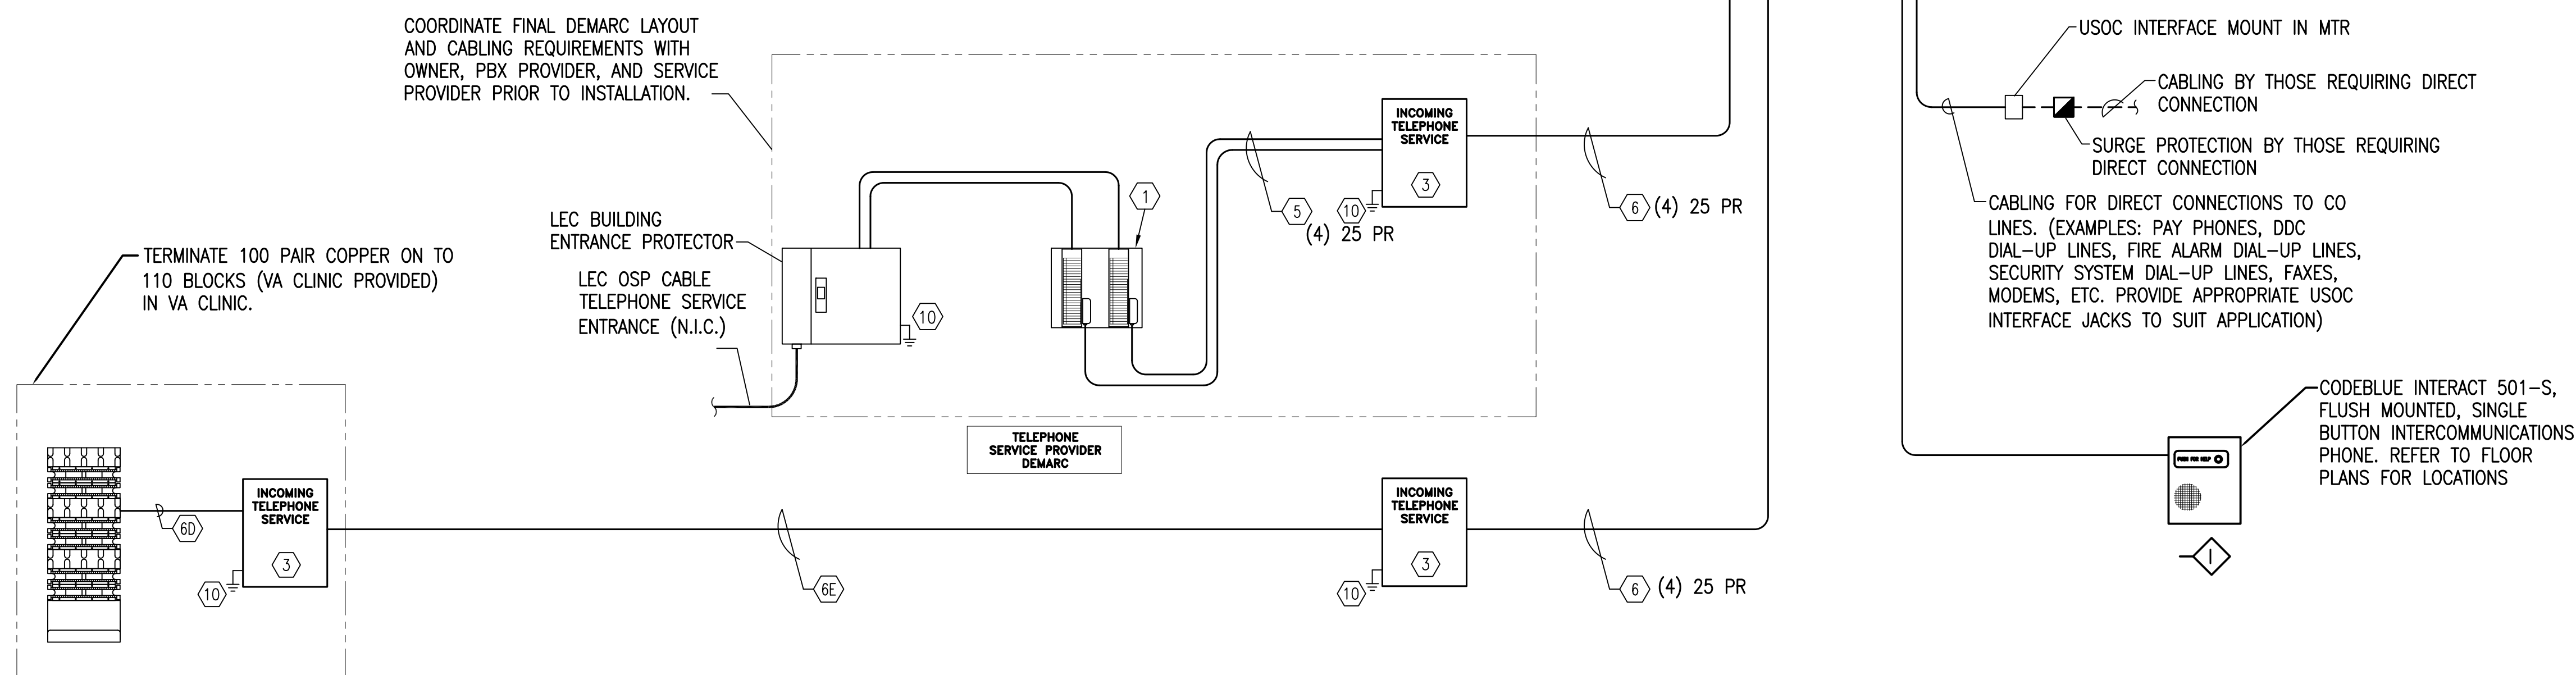 COORDINATE FINAL DEMARC LAYOUT
AND CABLING REQUIREMENTS WITH
OWNER, PBX PROVIDER, AND SERVICE
PROVIDER PRIOR TO INSTALLATION.
USOC INTERFACE MOUNT IN MTR
CABLING BY THOSE REQUIRING DIRECT
CONNECTION
SURGE PROTECTION BY THOSE REQUIRING
DIRECT CONNECTION
CABLING FOR DIRECT CONNECTIONS TO CO
LINES. (EXAMPLES: PAY PHONES, DDC
DIAL-UP LINES, FIRE ALARM DIAL-UP LINES,
SECURITY SYSTEM DIAL-UP LINES, FAXES,
MODEMS, ETC. PROVIDE APPROPRIATE USOC
INTERFACE JACKS TO SUIT APPLICATION)
INCOMING
TELEPHONE
SERVICE
3
10
5
(4) 25 PR
6 (4) 25 PR
1
LEC BUILDING
ENTRANCE PROTECTOR
LEC OSP CABLE
TELEPHONE SERVICE
ENTRANCE (N.I.C.)
10
TERMINATE 100 PAIR COPPER ON TO
110 BLOCKS (VA CLINIC PROVIDED)
IN VA CLINIC.
TELEPHONE
SERVICE PROVIDER
DEMARC
CODEBLUE INTERACT 501-S,
FLUSH MOUNTED, SINGLE
BUTTON INTERCOMMUNICATIONS
PHONE. REFER TO FLOOR
PLANS FOR LOCATIONS
PUSH FOR HELP
I
6D
INCOMING
TELEPHONE
SERVICE
3
10
6E
INCOMING
TELEPHONE
SERVICE
3
10
6 (4) 25 PR